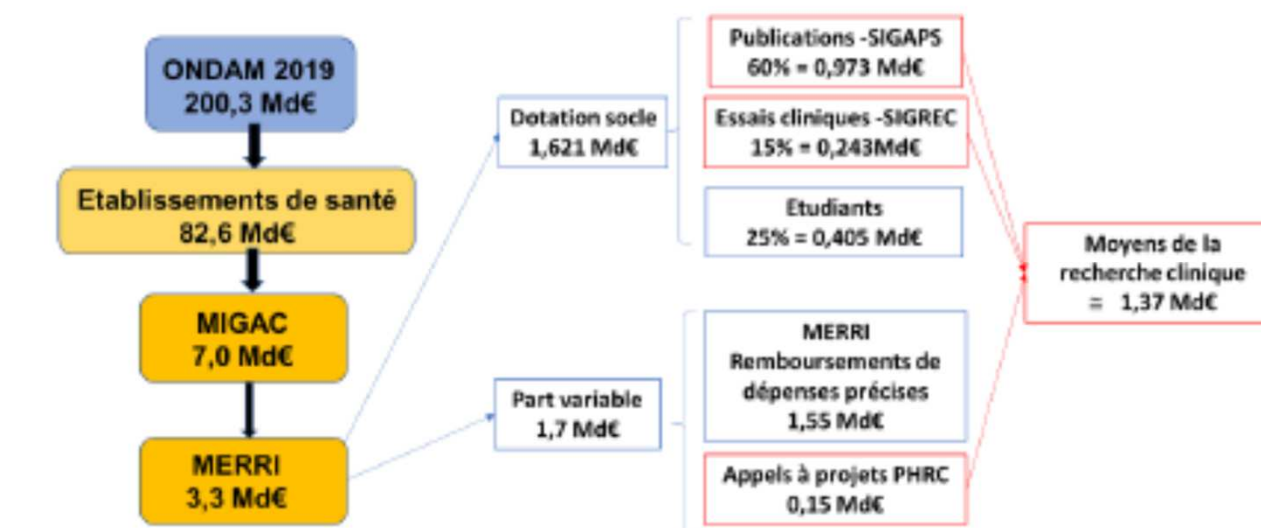 ONDAM 2019
200,3 Md€
Etablissements de santé
82,6 Md€
MIGAC
7,0 Md€
MERRI
3,3 Md€
Dotation socle
1,621 Md€
Part variable
1,7 Md€
Publications -SIGAPS
60% = 0,973 Md€
Essais cliniques -SIGREC
15% = 0,243Md€
Etudiants
25% = 0,405 Md€
MERRI
Remboursements de
dépenses précises
1,55 Md€
Appels à projets PHRC
0,15 Md€
Moyens de la
recherche clinique
= 1,37 Md€